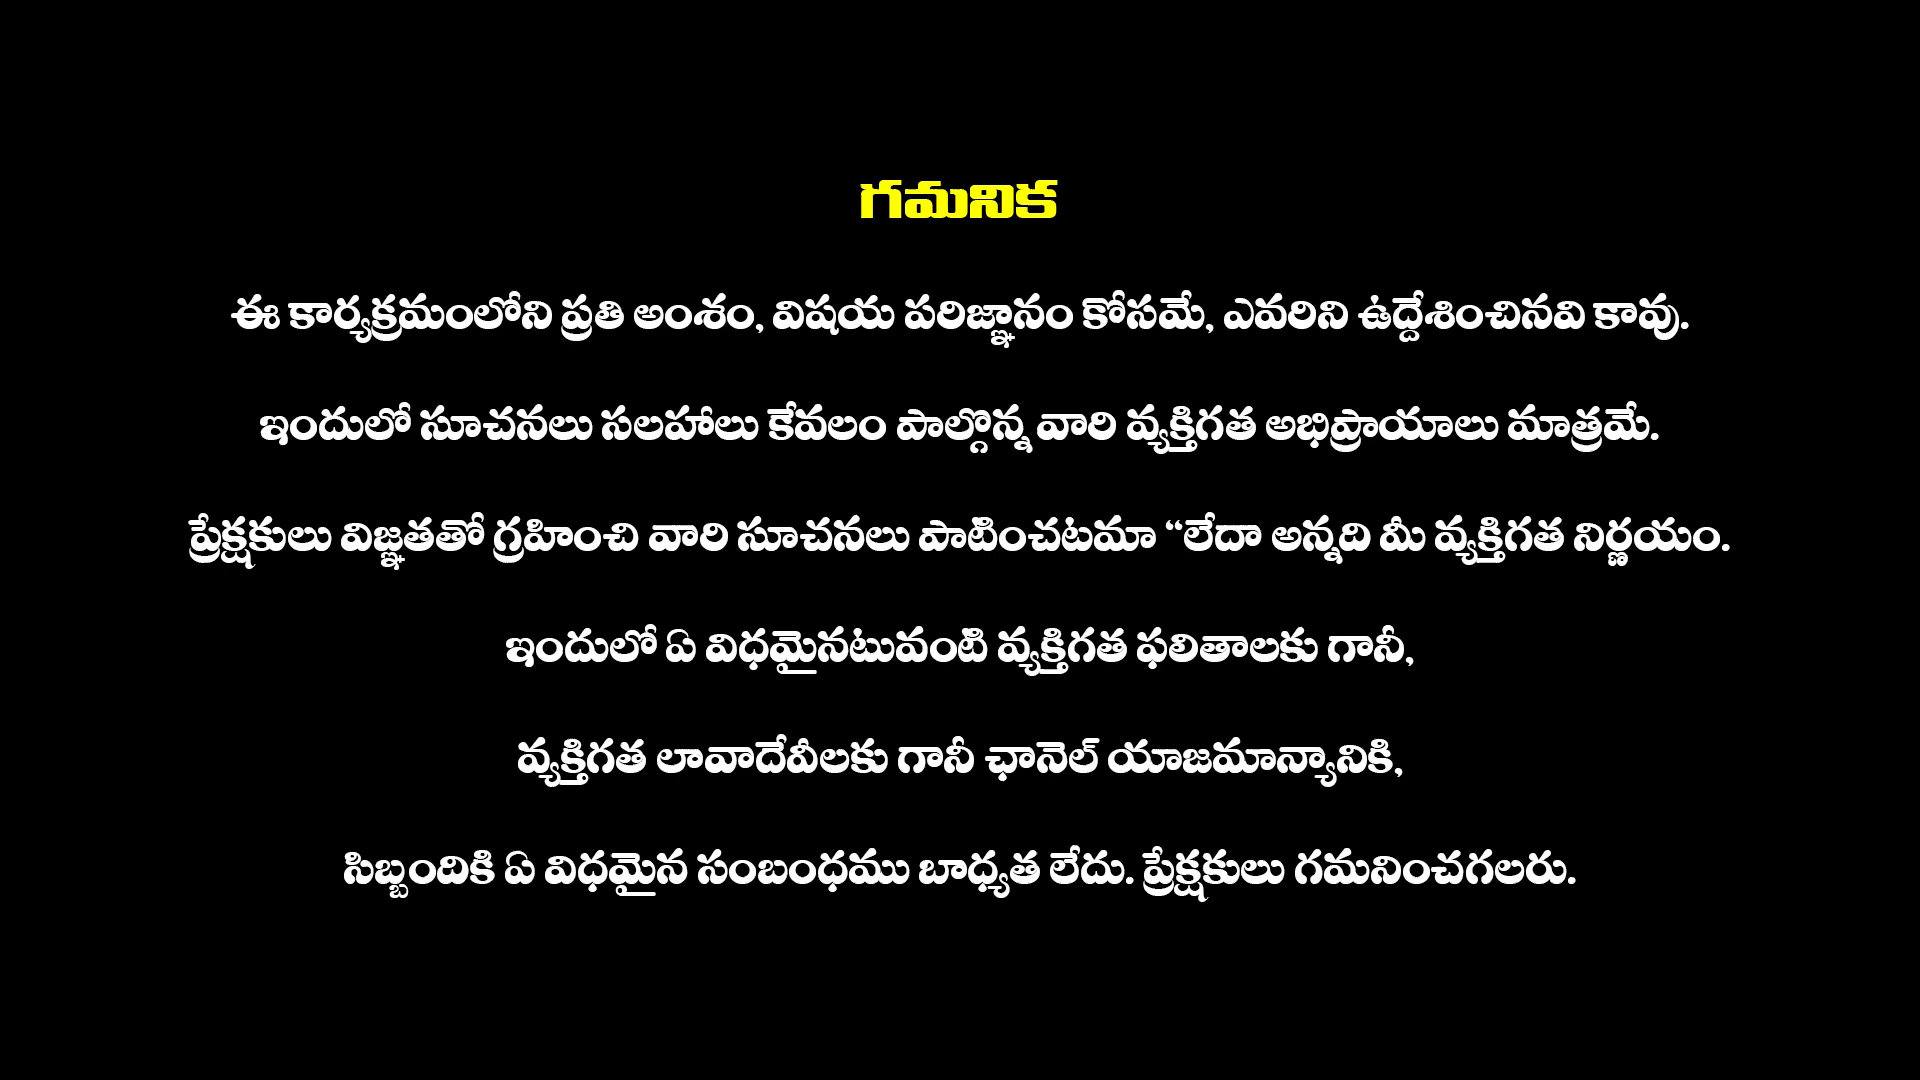 గమనిక
ఈ కార్యక్రమంలోని ప్రతి అంశం, విషయ పరిజ్ఞానం కోసమే, ఎవరిని ఉద్దేశించినవి కావు.
ఇందులో సూచనలు సలహాలు కేవలం పాల్గొన్న వారి వ్యక్తిగత అభిప్రాయాలు మాత్రమే.
ప్రేక్షకులు విజ్ఞతతో గ్రహించి వారి సూచనలు పాటించటమా “లేదా అన్నది మీ వ్యక్తిగత నిర్ణయం.
ఇందులో ఏ విధమైనటువంటి వ్యక్తిగత ఫలితాలకు గానీ,
వ్యక్తిగత లావాదేవీలకు గానీ ఛానెల్ యాజమాన్యానికి,
సిబ్బందికి ఏ విధమైన సంబంధము బాధ్యత లేదు. ప్రేక్షకులు గమనించగలరు.